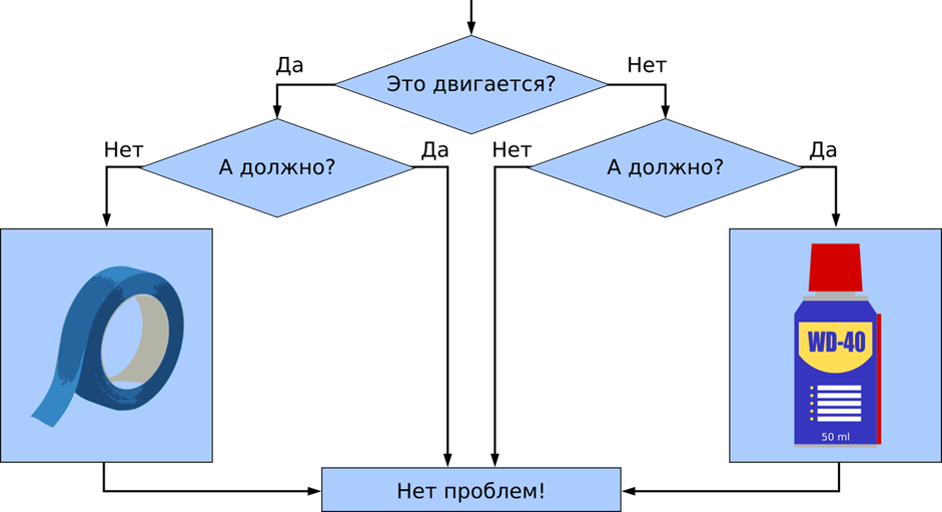 Это двигается?
Да
Нет
А должно?
Нет
Да
А должно?
Нет
Да
WD-40
50 ml
Нет проблем!